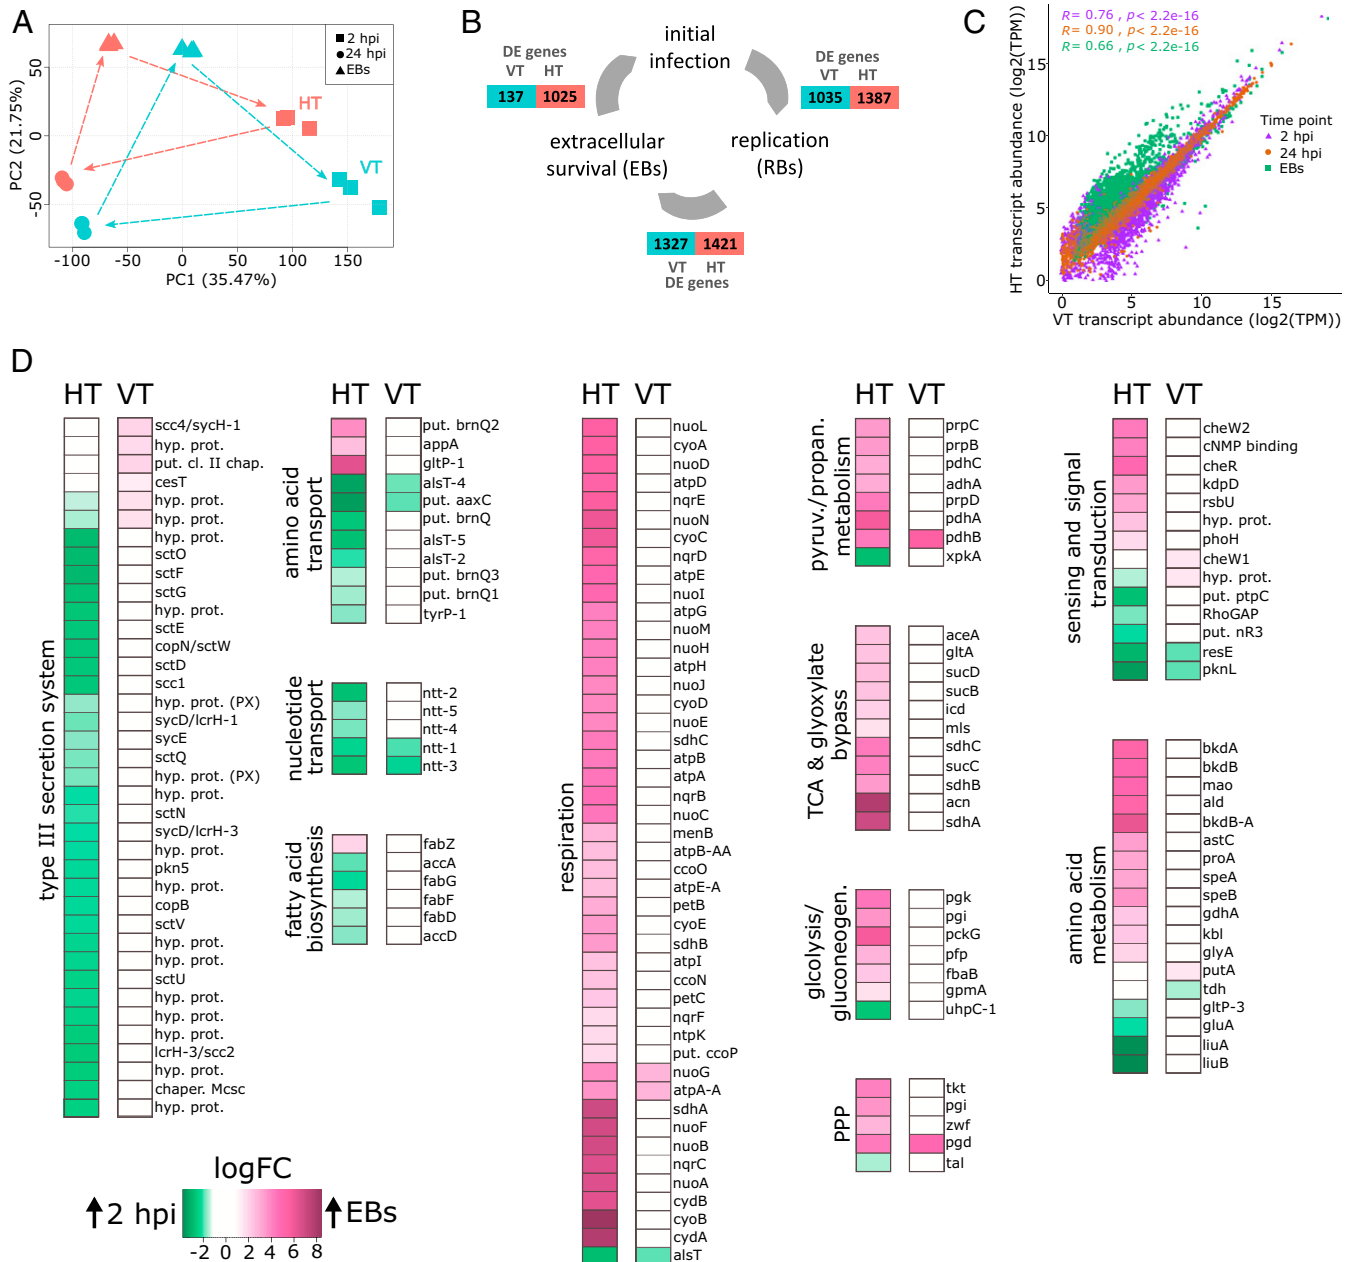 A
PC2 (21.75%)
50
0
-50
-100
-50
0
50
100
150
PC1 (35.47%)
2 hpi
24 hpi
EBs
HT
VT
B
initial
infection
DE genes
VT HT
137 1025
DE genes
VT HT
1035 1387
extracellular
survival (EBs)
replication
(RBs)
1327 1421
VT HT
DE genes
C
R= 0.76 , p< 2.2e-16
R= 0.90 , p< 2.2e-16
R= 0.66 , p< 2.2e-16
HT transcript abundance (log2(TPM))
15
10
5
0
0
5
10
15
VT transcript abundance (log2(TPM))
Time point
2 hpi
24 hpi
EBs
D
HT VT
type III secretion system
scc4/sycH-1
hyp. prot.
put. cl. II chap.
cesT
hyp. prot.
hyp. prot.
hyp. prot.
sctO
sctF
sctG
hyp. prot.
sctE
copN/sctW
sctD
scc1
hyp. prot. (PX)
sycD/lcrH-1
sycE
sctQ
hyp. prot. (PX)
hyp. prot.
sctN
sycD/lcrH-3
hyp. prot.
pkn5
hyp. prot.
copB
sctV
hyp. prot.
hyp. prot.
sctU
hyp. prot.
hyp. prot.
hyp. prot.
lcrH-3/scc2
hyp. prot.
chaper. Mcsc
hyp. prot.
logFC
2 hpi
EBs
-2 0 2 4 6 8
HT VT
amino acid
transport
put. brnQ2
appA
gltP-1
alsT-4
put. aaxC
put. brnQ
alsT-5
alsT-2
put. brnQ3
put. brnQ1
tyrP-1
nucleotide
transport
ntt-2
ntt-5
ntt-4
ntt-1
ntt-3
fatty acid
biosynthesis
fabZ
accA
fabG
fabF
fabD
accD
HT VT
respiration
nuoL
cyoA
nuoD
atpD
nqrE
nuoN
cyoC
nqrD
atpE
nuoI
atpG
nuoM
nuoH
atpH
nuoJ
cyoD
nuoE
sdhC
atpB
atpA
nqrB
nuoC
menB
atpB-AA
ccoO
atpE-A
petB
cyoE
sdhB
atpI
ccoN
petC
nqrF
ntpK
put. ccoP
nuoG
atpA-A
sdhA
nuoF
nuoB
nqrC
nuoA
cydB
cyoB
cydA
alsT
HT VT
pyruv./propan.
metabolism
prpC
prpB
pdhC
adhA
prpD
pdhA
pdhB
xpkA
TCA & glyoxylate
bypass
aceA
gltA
sucD
sucB
icd
mls
sdhC
sucC
sdhB
acn
sdhA
glcolysis/
gluconeogen.
pgk
pgi
pckG
pfp
fbaB
gpmA
uhpC-1
PPP
tkt
pgi
zwf
pgd
tal
HT VT
sensing and signal
transduction
cheW2
cNMP binding
cheR
kdpD
rsbU
hyp. prot.
phoH
cheW1
hyp. prot.
put. ptpC
RhoGAP
put. nR3
resE
pknL
amino acid
metabolism
bkdA
bkdB
mao
ald
bkdB-A
astC
proA
speA
speB
gdhA
kbl
glyA
putA
tdh
gltP-3
gluA
liuA
liuB